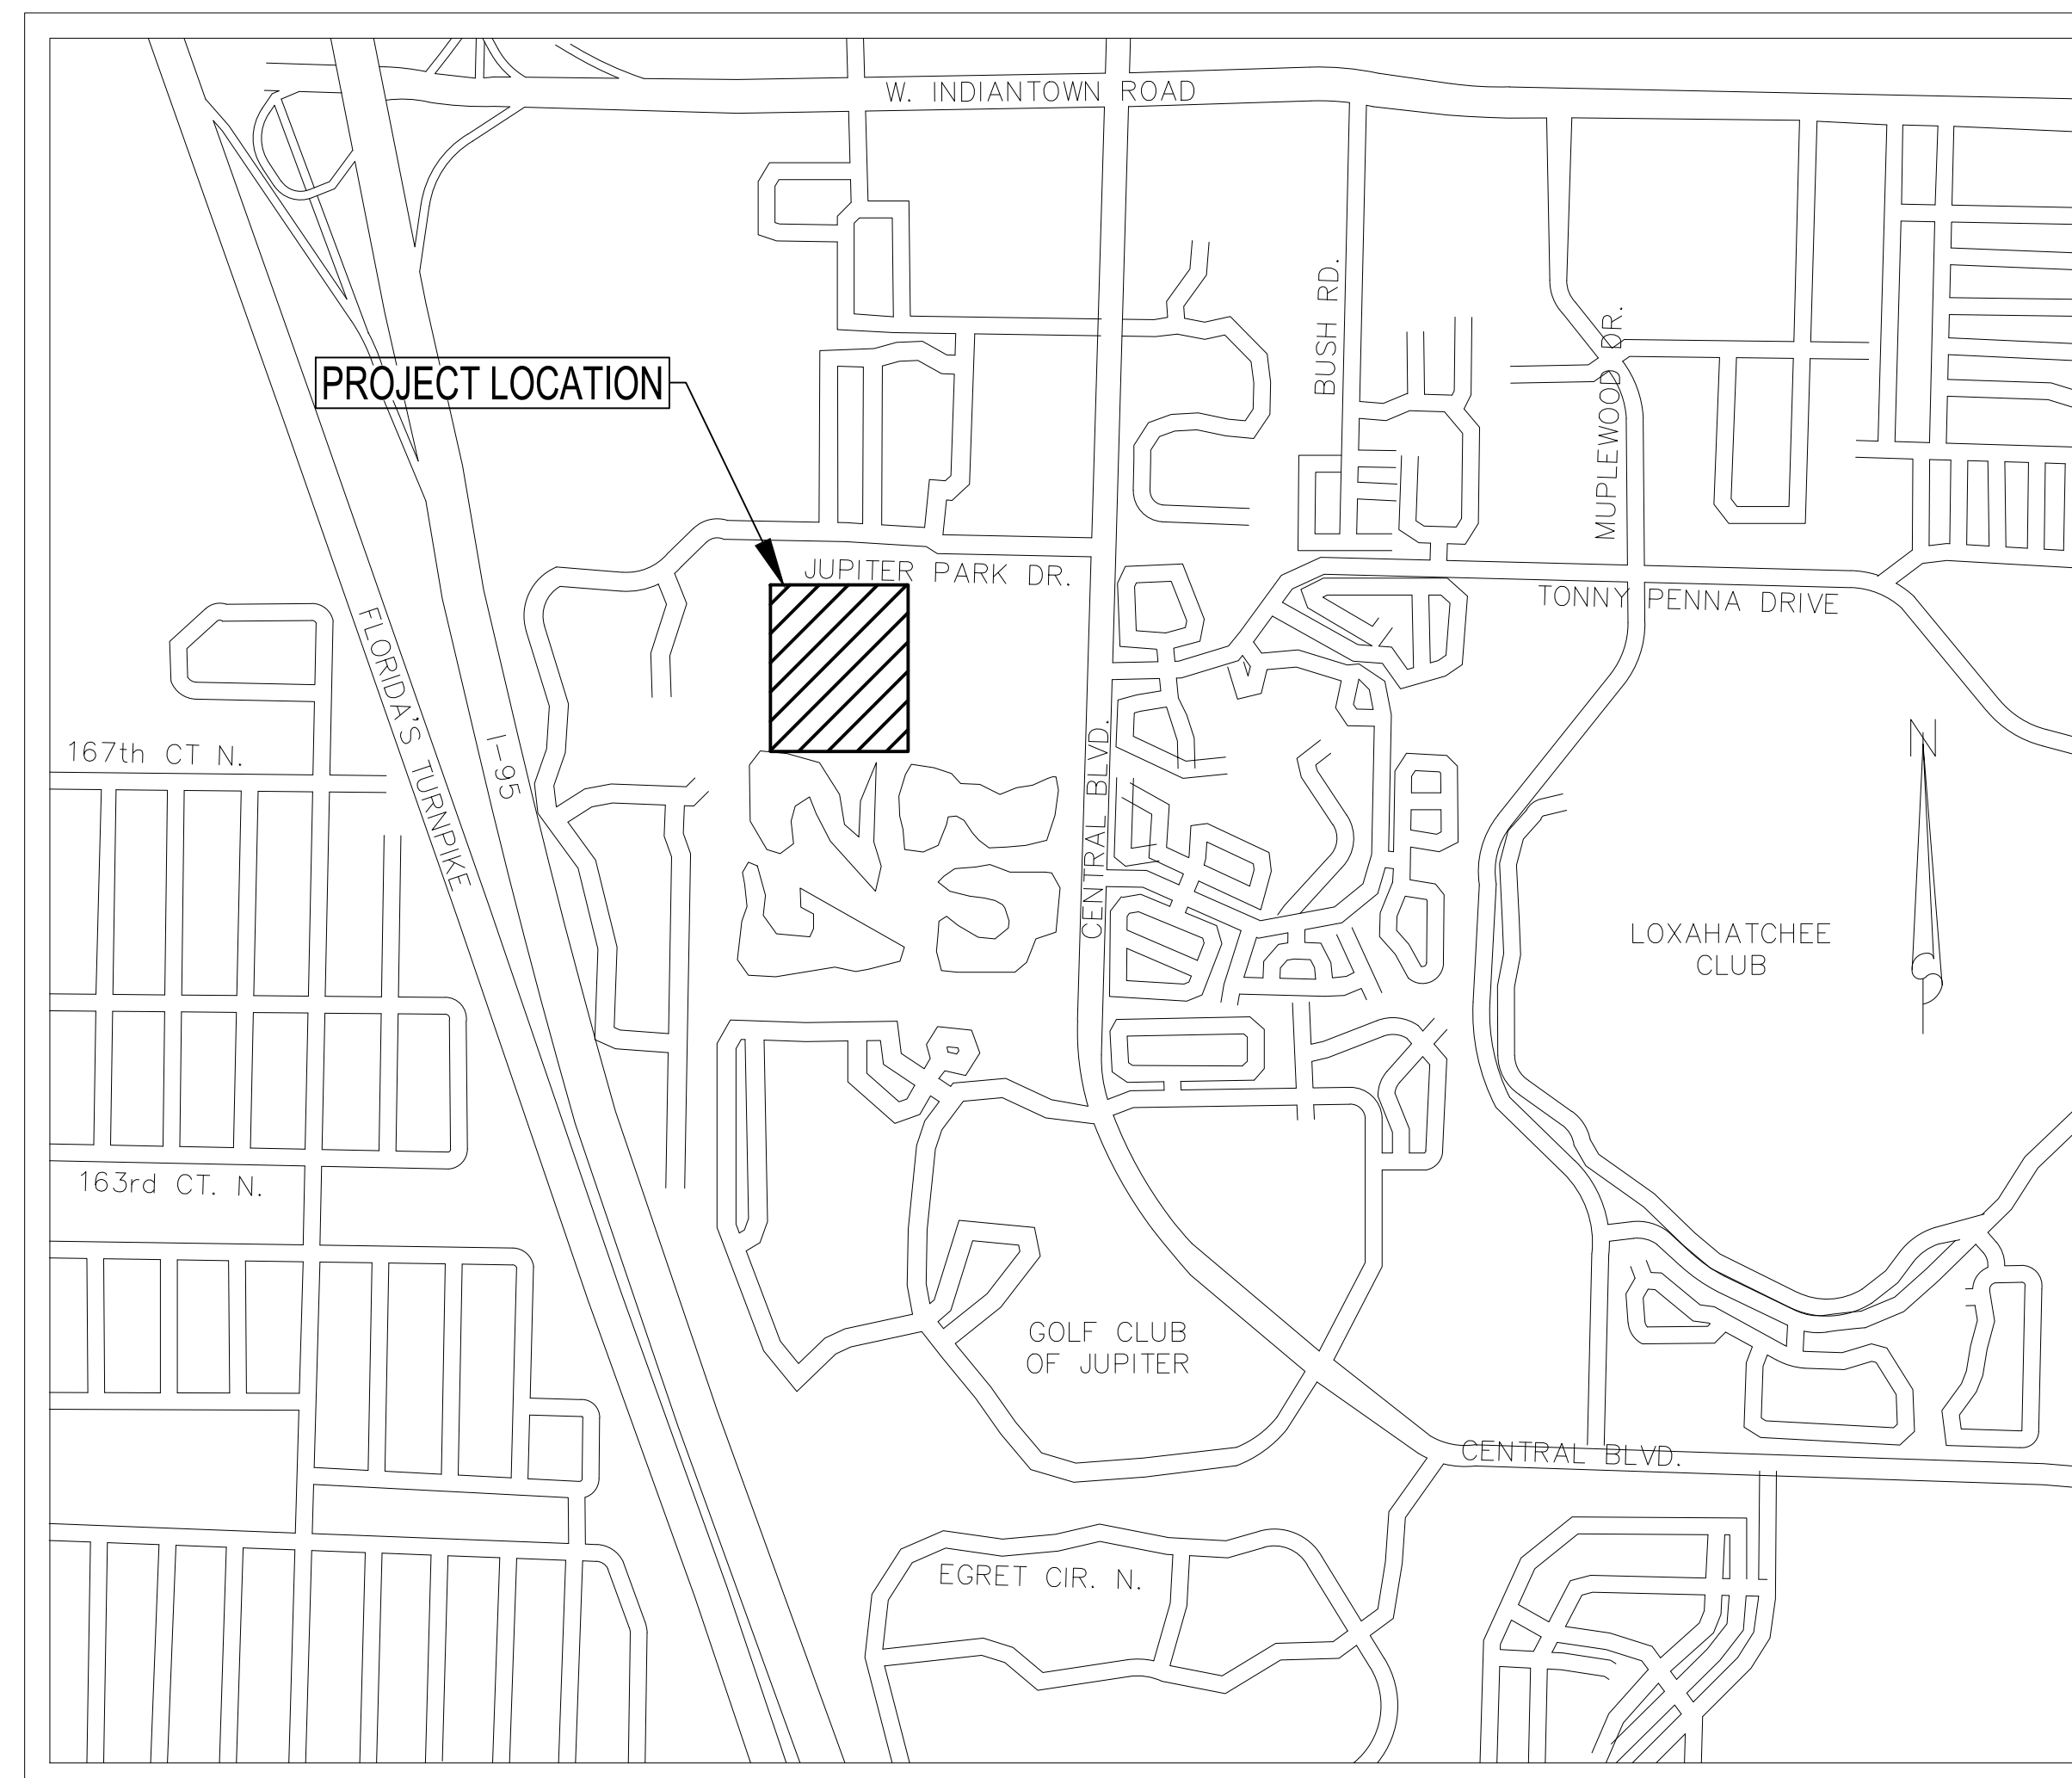 W. INDIANTOWN ROAD
BUSH RD.
MUPLEWOOD DR.
PROJECT LOCATION
JUPITER PARK DR.
TONNY PENNA DRIVE
FLORIDA'S TURNPIKE
I-95
167th CT N.
CENTRAL BLVD.
N
LOXAHATCHEE
CLUB
163rd CT. N.
GOLF CLUB
OF JUPITER
CENTRAL BLVD.
EGRET CIR. N.